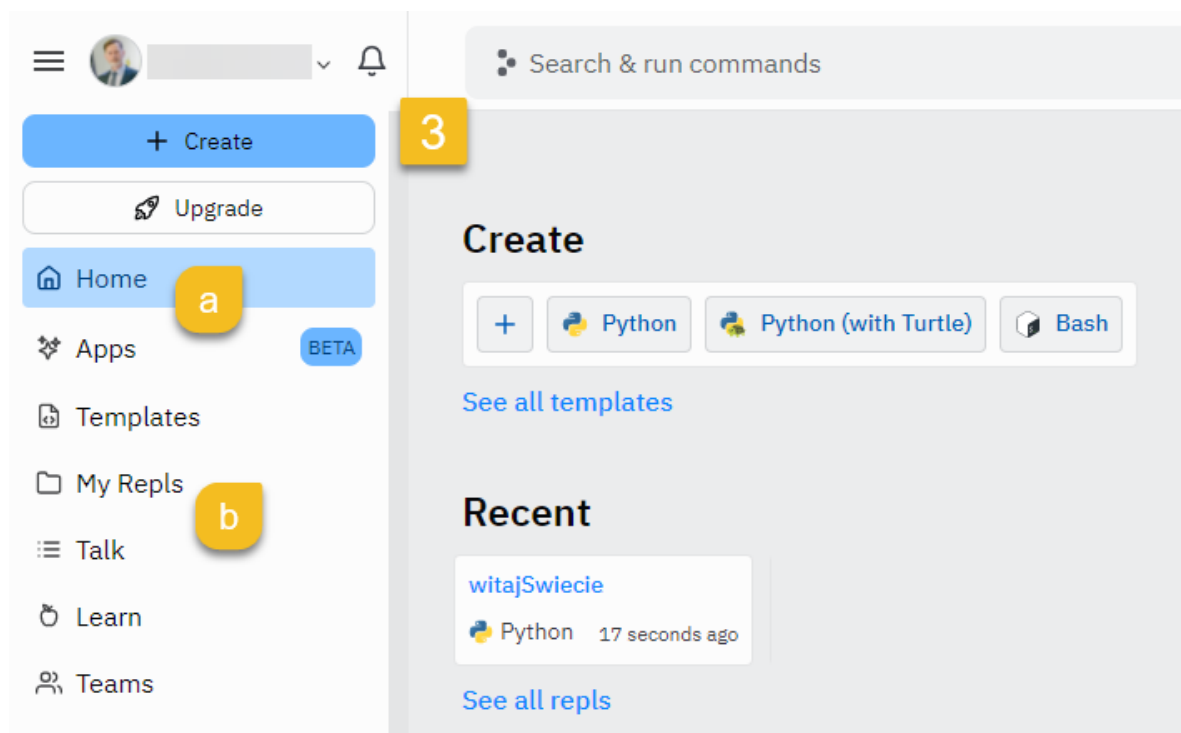 Search & run commands
3
+ Create
Upgrade
Home
a
Apps BETA
Templates
My Repls
b
Talk
Learn
Teams
Create
+ Python Python (with Turtle) Bash
See all templates
Recent
witajSwiecie
Python 17 seconds ago
See all repls